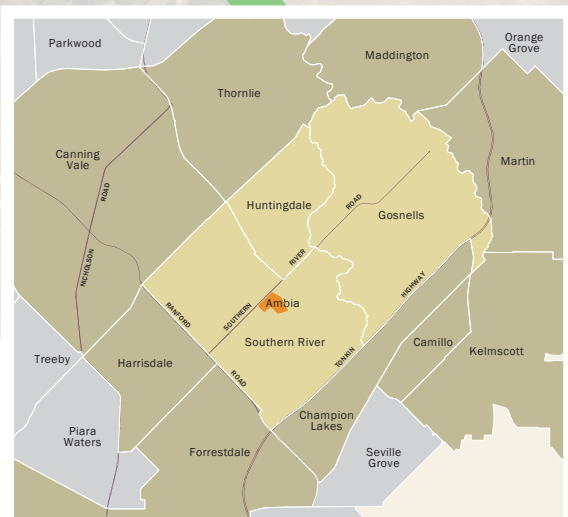 Parkwood
Orange
Grove
Maddington
Thornlie
Canning
Vale
Martin
ROAD
Huntingdale
ROAD
Gosnells
RIVER
NICHOLSON
HIGHWAY
RANFORD
SOUTHERN
Ambia
Southern River
Camillo
Kelmscott
TONKIN
Treeby
Harrisdale
ROAD
Champion
Lakes
Piara
Waters
Forrestdale
Seville
Grove